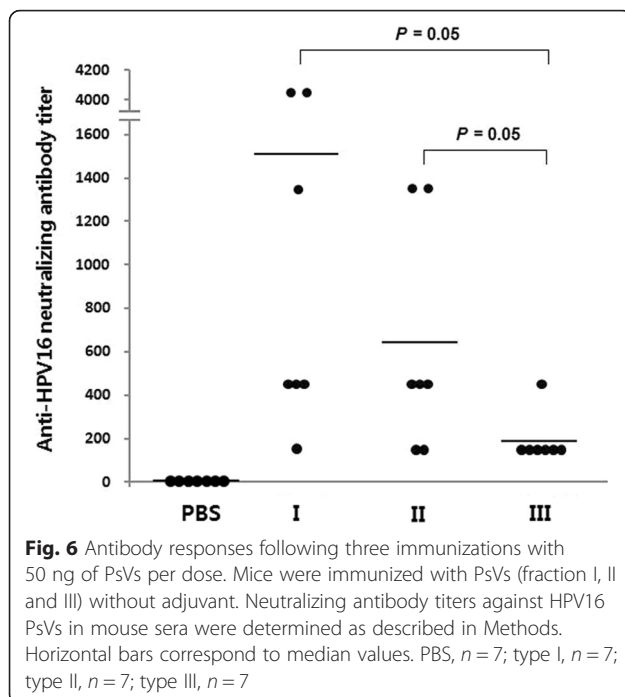 P = 0.05
4200
4000
1600
P = 0.05
1400
1200
1000
800
600
400
200
0
Anti-HPV16 neutralizing antibody titer
PBS I II III
Fig. 6 Antibody responses following three immunizations with
50 ng of PsVs per dose. Mice were immunized with PsVs (fraction I, II
and III) without adjuvant. Neutralizing antibody titers against HPV16
PsVs in mouse sera were determined as described in Methods.
Horizontal bars correspond to median values. PBS, n = 7; type I, n = 7;
type II, n = 7; type III, n = 7